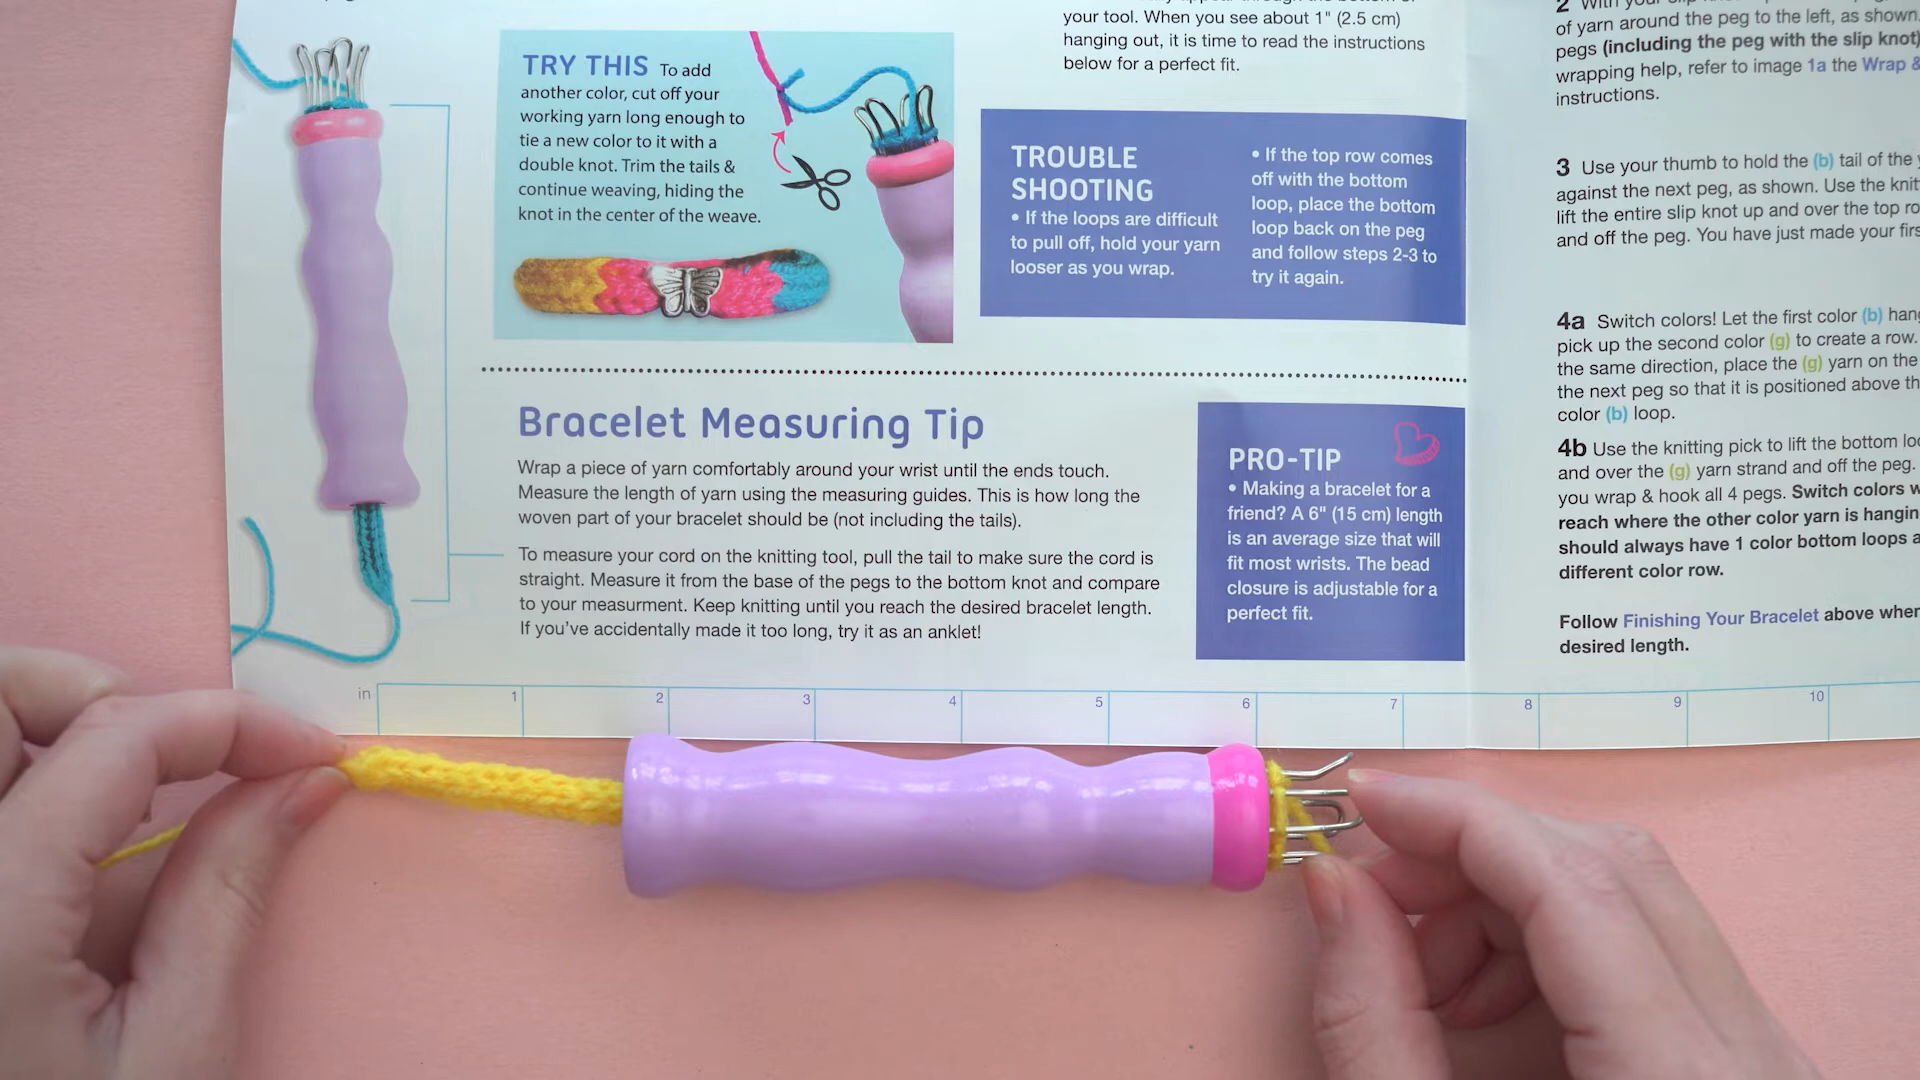 your tool. When you see about 1" (2.5 cm)
hanging out, it is time to read the instructions
below for a perfect fit.
TRY THIS To add
another color, cut off your
working yarn long enough to
tie a new color to it with a
double knot. Trim the tails &
continue weaving, hiding the
knot in the center of the weave.
TROUBLE
SHOOTING
• If the loops are difficult
to pull off, hold your yarn
looser as you wrap.
• If the top row comes
off with the bottom
loop, place the bottom
loop back on the peg
and follow steps 2-3 to
try it again.
Bracelet Measuring Tip
Wrap a piece of yarn comfortably around your wrist until the ends touch.
Measure the length of yarn using the measuring guides. This is how long the
woven part of your bracelet should be (not including the tails).
To measure your cord on the knitting tool, pull the tail to make sure the cord is
straight. Measure it from the base of the pegs to the bottom knot and compare
to your measurment. Keep knitting until you reach the desired bracelet length.
If you've accidentally made it too long, try it as an anklet!
PRO-TIP
• Making a bracelet for a
friend? A 6" (15 cm) length
is an average size that will
fit most wrists. The bead
closure is adjustable for a
perfect fit.
2 With your slip
of yarn around the peg to the left, as shown.
pegs (including the peg with the slip knot)
wrapping help, refer to image 1a the Wrap &
instructions.
3 Use your thumb to hold the (b) tail of the
against the next peg, as shown. Use the knit
lift the entire slip knot up and over the top ro
and off the peg. You have just made your firs
4a Switch colors! Let the first color (b) hang
pick up the second color (g) to create a row.
the same direction, place the (g) yarn on the
the next peg so that it is positioned above th
color (b) loop.
4b Use the knitting pick to lift the bottom loo
and over the (g) yarn strand and off the peg.
you wrap & hook all 4 pegs. Switch colors w
reach where the other color yarn is hangin
should always have 1 color bottom loops a
different color row.
Follow Finishing Your Bracelet above when
desired length.
in 1 2 3 4 5 6 7 8 9 10